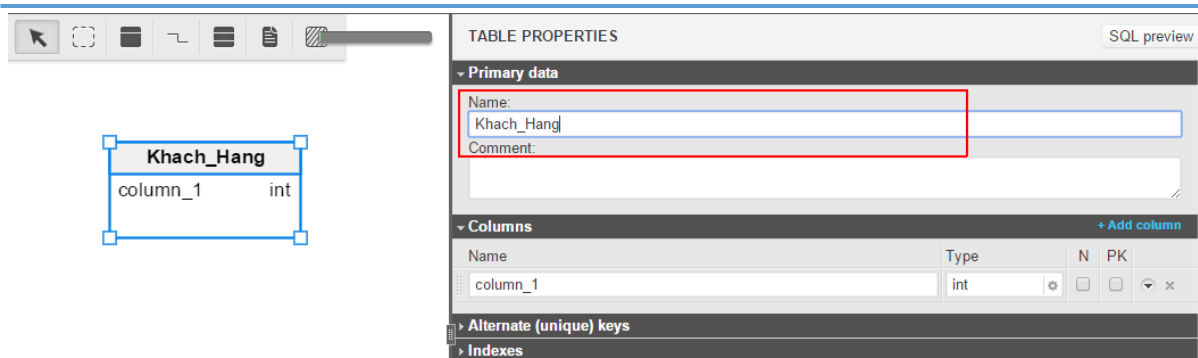 TABLE PROPERTIES SQL preview
Primary data
Name:
Khach_Hang
Comment:
Columns + Add column
Name Type N PK
column_1 int
Alternate (unique) keys
Indexes
Khach_Hang
column_1 int